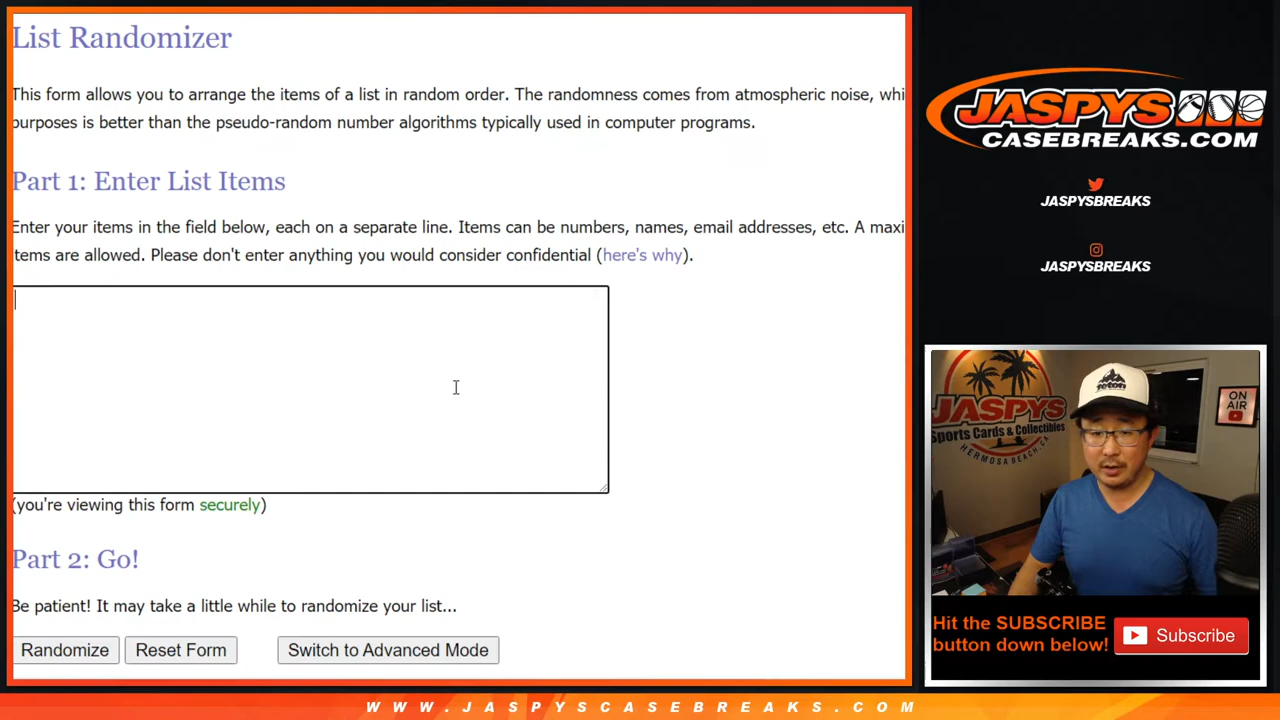 List Randomizer
This form allows you to arrange the items of a list in random order. The randomness comes from atmospheric noise, whi
purposes is better than the pseudo-random number algorithms typically used in computer programs.
Part 1: Enter List Items
Enter your items in the field below, each on a separate line. Items can be numbers, names, email addresses, etc. A maxi
items are allowed. Please don't enter anything you would consider confidential (here's why).
(you're viewing this form securely)
Part 2: Go!
Be patient! It may take a little while to randomize your list...
Randomize
Reset Form
Switch to Advanced Mode
JASPYS
CASEBREAKS.COM
JASPYSBREAKS
JASPYSBREAKS
JASPYS
Sports Cards & Collectibles
HERMOSA BEACH, CA
teton
ON
AIR
Hit the SUBSCRIBE
button down below!
Subscribe
WWW.JASPYSCASEBREAKS.COM